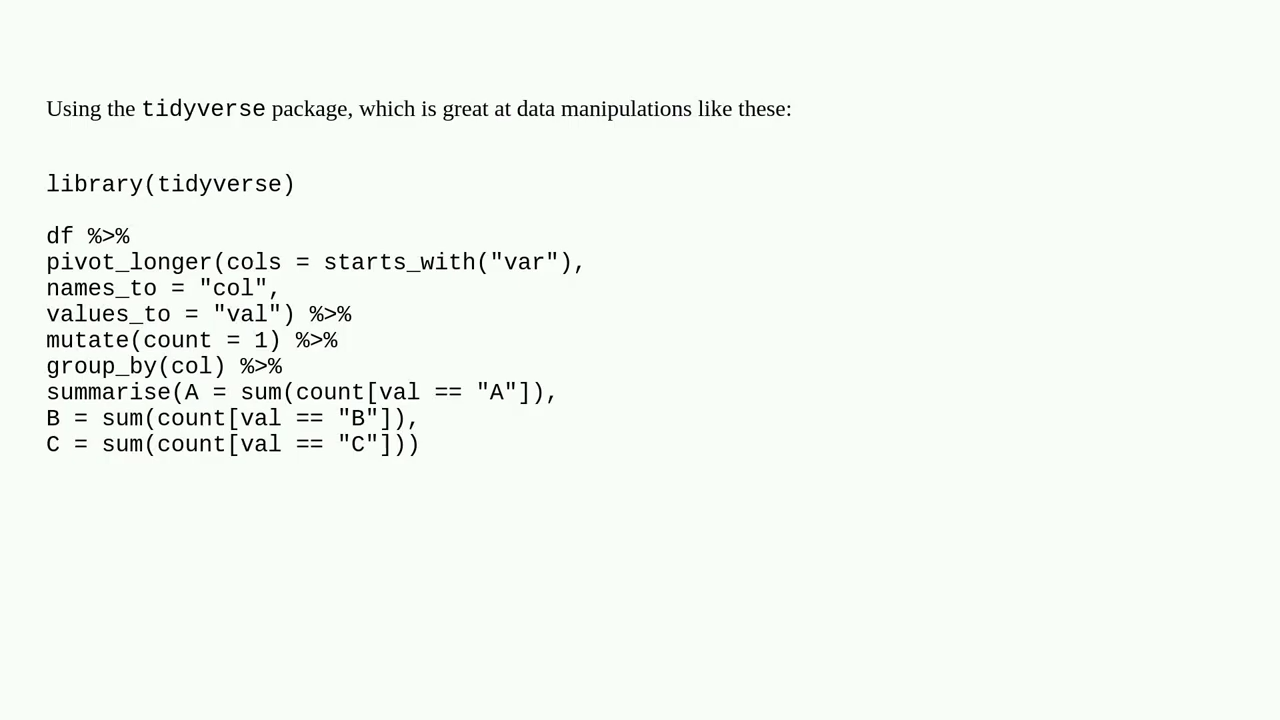 Using the tidyverse package, which is great at data manipulations like these:
library(tidyverse)
df %>%
pivot_longer(cols = starts_with("var"),
names_to = "col",
values_to = "val") %>%
mutate(count = 1) %>%
group_by(col) %>%
summarise(A = sum(count[val == "A"]),
B = sum(count[val == "B"]),
C = sum(count[val == "C"]))